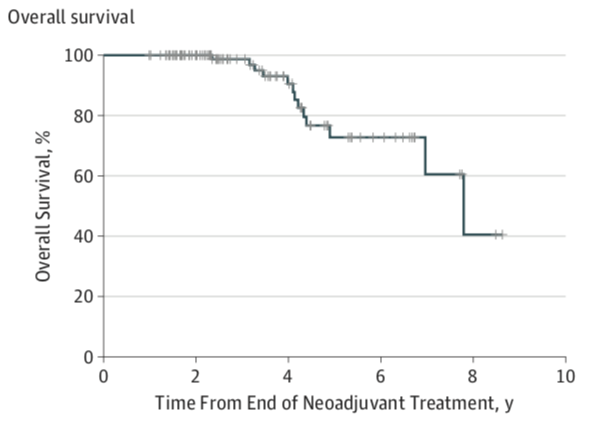 Overall survival
100
80
60
40
20
0
Overall Survival, %
0 2 4 6 8 10
Time From End of Neoadjuvant Treatment, y